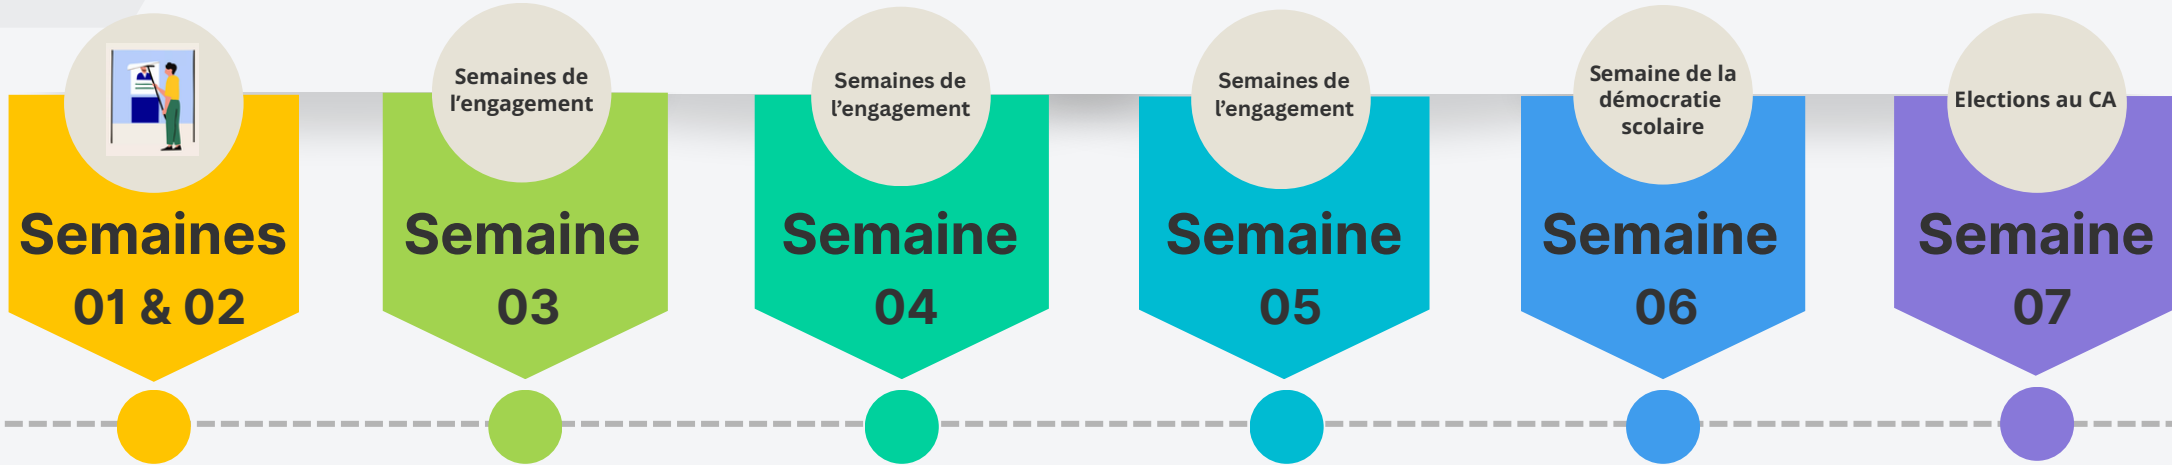 Semaines
01 & 02
Semaines de
l’engagement
Semaine
03
Semaines de
l’engagement
Semaine
04
Semaines de
l’engagement
Semaine
05
Semaine de la
démocratie
scolaire
Semaine
06
Elections au CA
Semaine
07